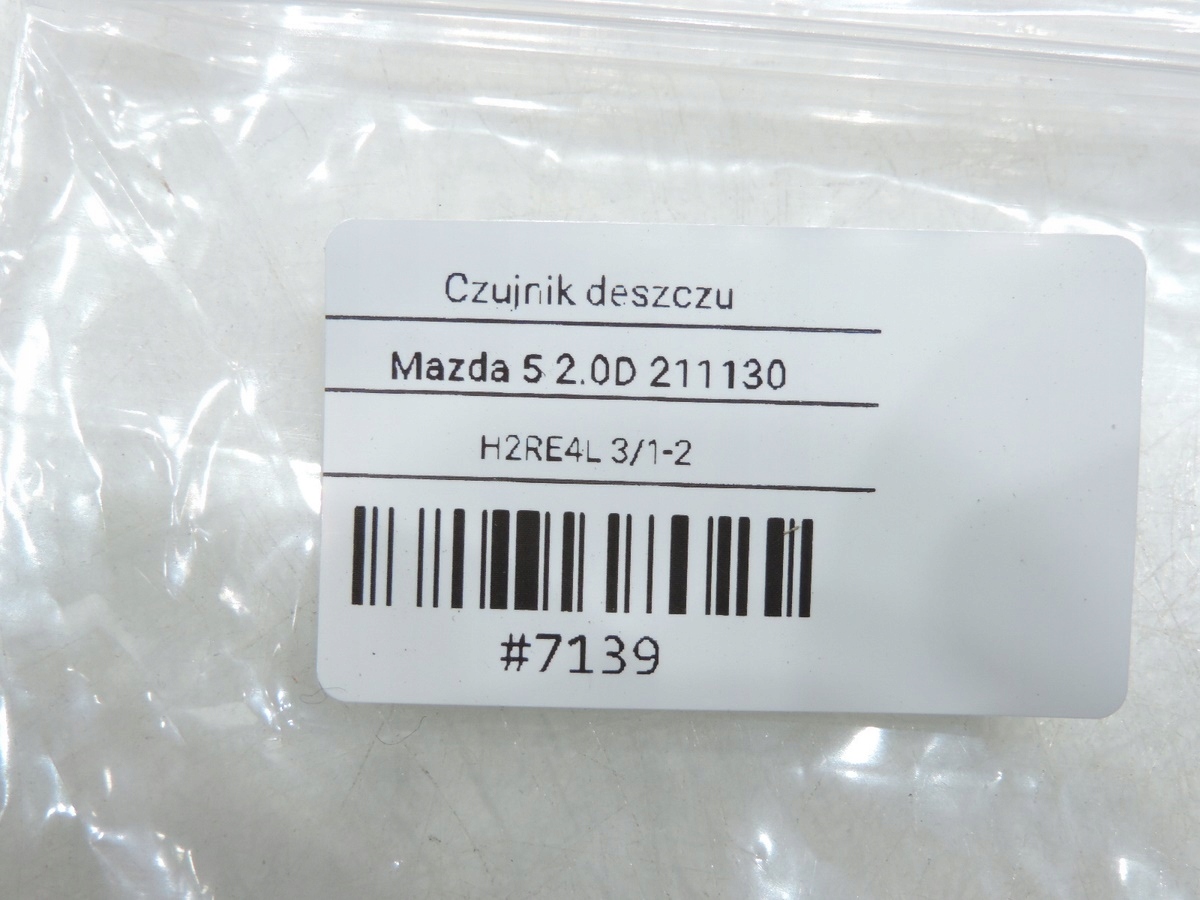 Czujnik deszczu
Mazda 5 2.0D 211130
H2RE4L 3/1-2
#7139